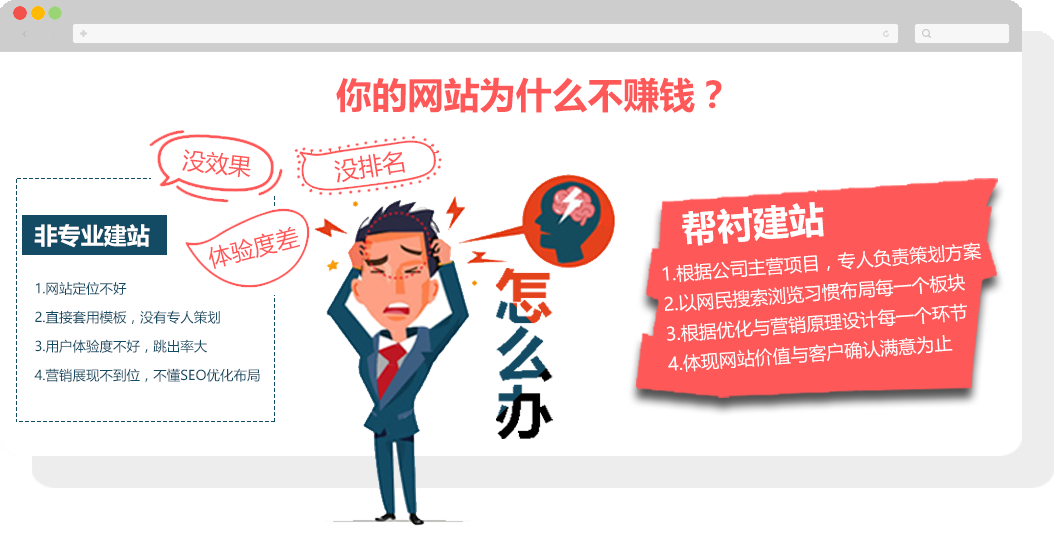 你的网站为什么不赚钱？
没效果
没排名
体验度差
非专业建站
1.网站定位不好
2.直接套用模板，没有专人策划
3.用户体验度不好，跳出率大
4.营销展现不到位，不懂SEO优化布局
怎么办
帮衬建站
1.根据公司主营项目，专人负责策划方案
2.以网民搜索浏览习惯布局每一个板块
3.根据优化与营销原理设计每一个环节
4.体现网站价值与客户确认满意为止